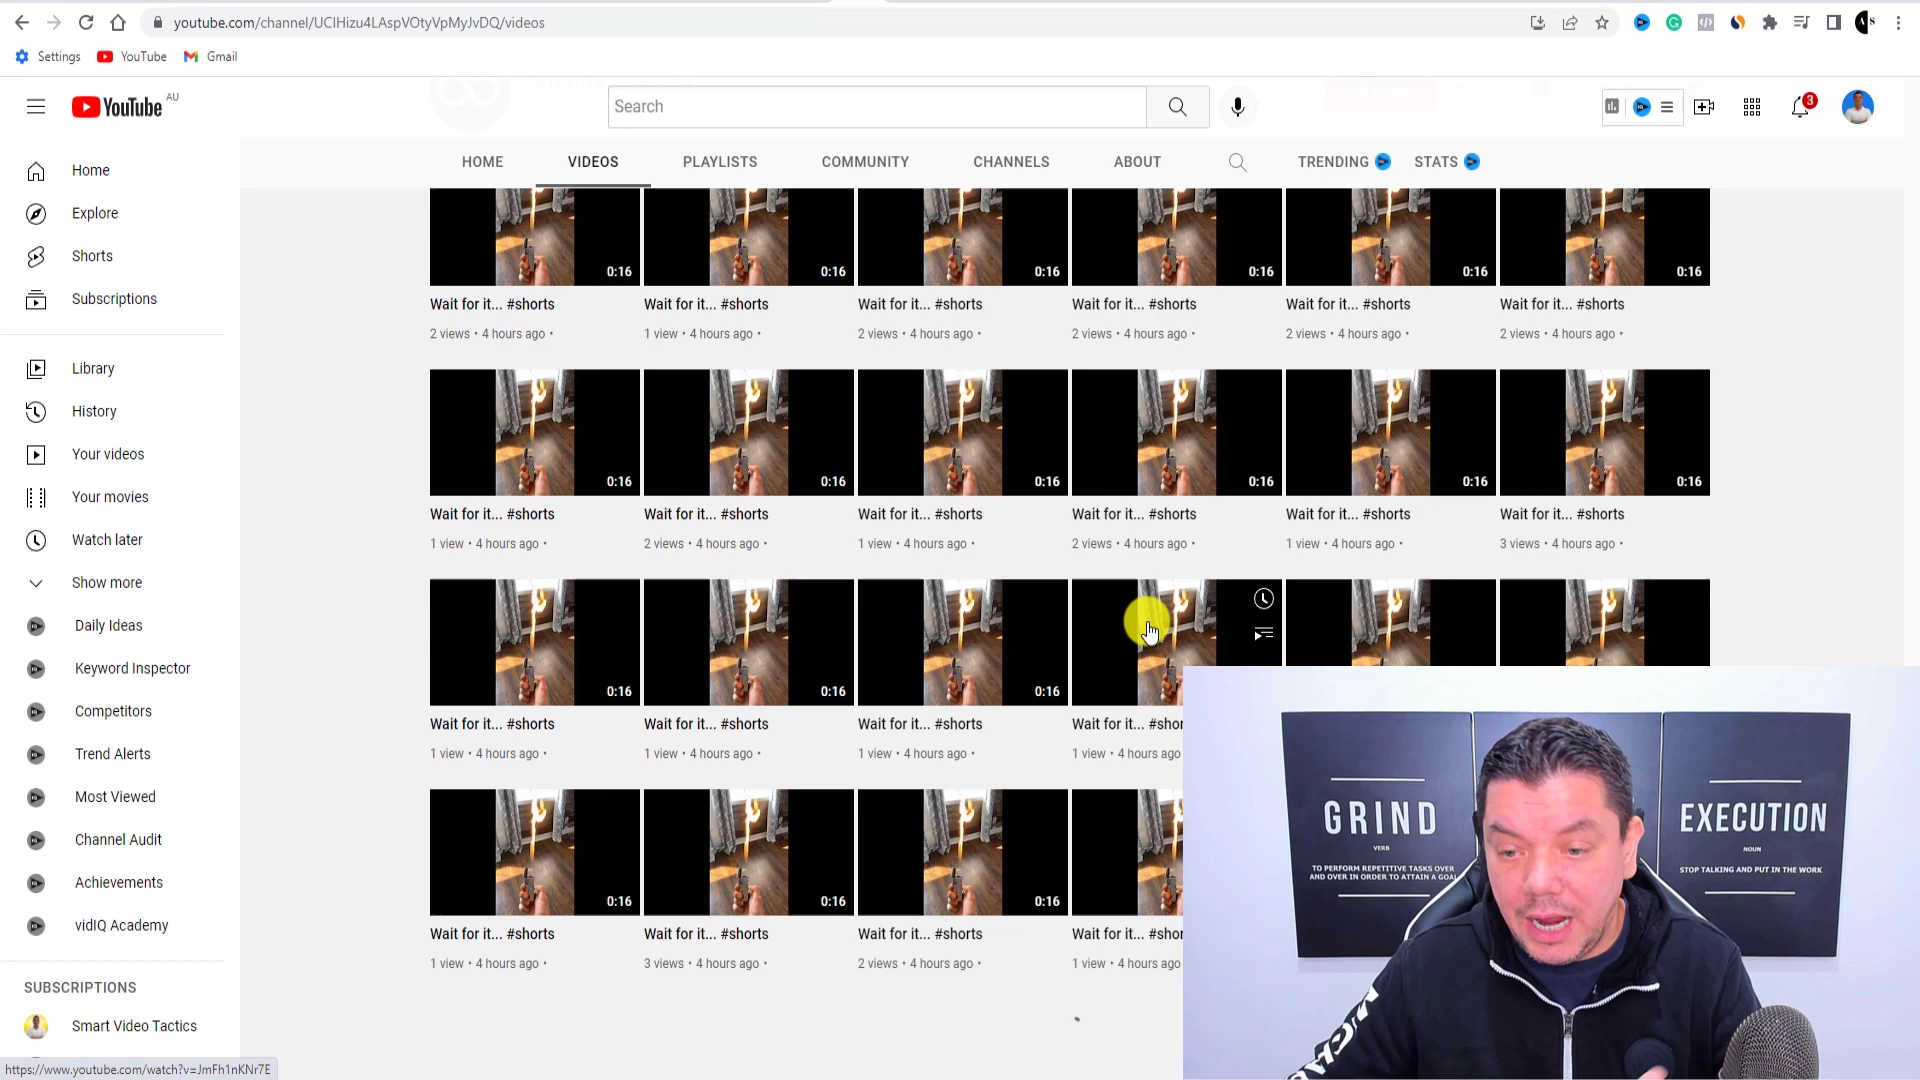 youtube.com/channel/UCIHizu4LAspVOtyVpMyJvDQ/videos
Settings YouTube Gmail
YouTube AU
Search
3
HOME VIDEOS PLAYLISTS COMMUNITY CHANNELS ABOUT TRENDING STATS
Home
Explore
Shorts
Subscriptions
Library
History
Your videos
Your movies
Watch later
Show more
Daily Ideas
Keyword Inspector
Competitors
Trend Alerts
Most Viewed
Channel Audit
Achievements
vidIQ Academy
SUBSCRIPTIONS
Smart Video Tactics
https://www.youtube.com/watch?v=JmFh1nKNr7E
0:16 0:16 0:16 0:16 0:16 0:16
Wait for it... #shorts Wait for it... #shorts Wait for it... #shorts Wait for it... #shorts Wait for it... #shorts Wait for it... #shorts
2 views • 4 hours ago • 1 view • 4 hours ago • 2 views • 4 hours ago • 2 views • 4 hours ago • 2 views • 4 hours ago • 2 views • 4 hours ago •
0:16 0:16 0:16 0:16 0:16 0:16
Wait for it... #shorts Wait for it... #shorts Wait for it... #shorts Wait for it... #shorts Wait for it... #shorts Wait for it... #shorts
1 view • 4 hours ago • 2 views • 4 hours ago • 1 view • 4 hours ago • 2 views • 4 hours ago • 1 view • 4 hours ago • 3 views • 4 hours ago •
0:16 0:16 0:16
Wait for it... #shorts Wait for it... #shorts Wait for it... #shorts Wait for it... #shor
1 view • 4 hours ago • 1 view • 4 hours ago • 1 view • 4 hours ago • 1 view • 4 hours ago
0:16 0:16 0:16
Wait for it... #shorts Wait for it... #shorts Wait for it... #shorts Wait for it... #shor
1 view • 4 hours ago • 3 views • 4 hours ago • 2 views • 4 hours ago • 1 view • 4 hours ago
GRIND
VERB
TO PERFORM REPETITIVE TASKS OVER
AND OVER IN ORDER TO ATTAIN A GOAL
EXECUTION
NOUN
STOP TALKING AND PUT IN THE WORK